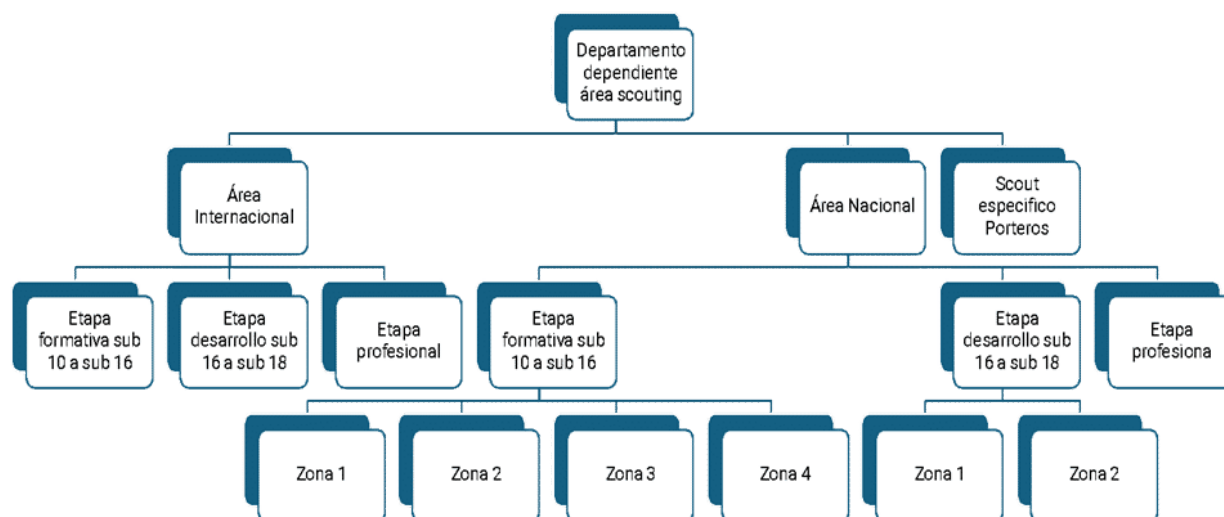 Departamento
dependiente
área scouting
Área
Internacional
Área Nacional
Scout
especifico
Porteros
Etapa
formativa sub
10 a sub 16
Etapa
desarrollo sub
16 a sub 18
Etapa
profesional
Etapa
formativa sub
10 a sub 16
Etapa
desarrollo sub
16 a sub 18
Etapa
profesiona
Zona 1
Zona 2
Zona 3
Zona 4
Zona 1
Zona 2